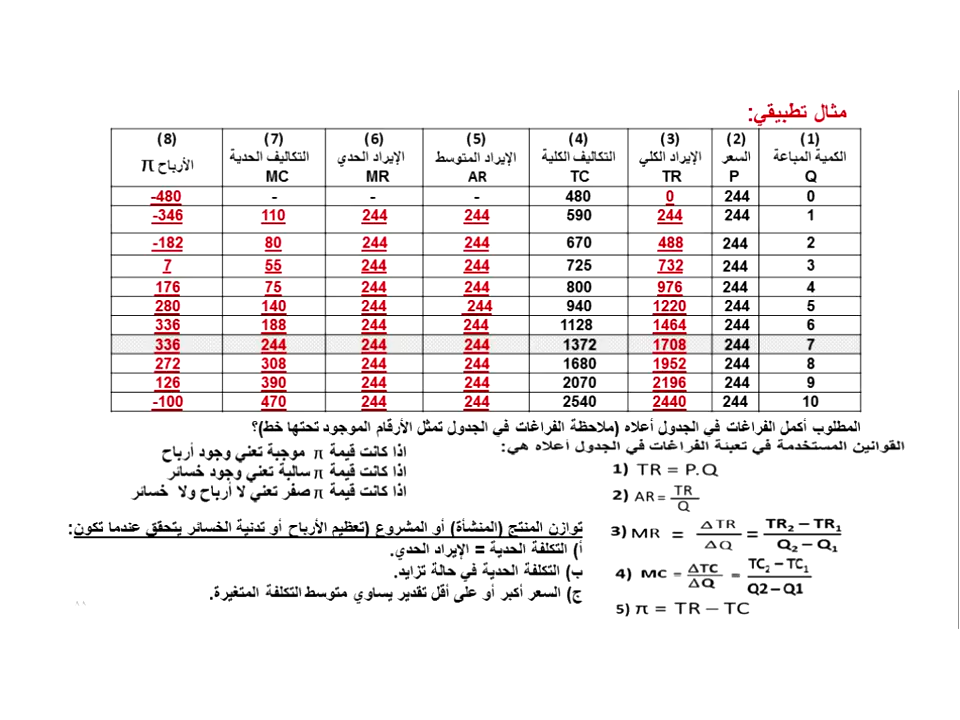 مثال تطبيقي:
(1) (2) (3) (4) (5) (6) (7) (8)
الكمية المباعة السعر الإيراد الكلي التكاليف الكلية الإيراد المتوسط الإيراد الحدي التكاليف الحدية الأرباح π
Q P TR TC AR MR MC
0 244 0 480 - - - -480
1 244 244 590 244 244 110 -346
2 244 488 670 244 244 80 -182
3 244 732 725 244 244 55 7
4 244 976 800 244 244 75 176
5 244 1220 940 244 244 140 280
6 244 1464 1128 244 244 188 336
7 244 1708 1372 244 244 244 336
8 244 1952 1680 244 244 308 272
9 244 2196 2070 244 244 390 126
10 244 2440 2540 244 244 470 -100
المطلوب أكمل الفراغات في الجدول أعلاه (ملاحظة الفراغات في الجدول تمثل الأرقام الموجود تحتها خط)؟
القوانين المستخدمة في تعبئة الفراغات في الجدول أعلاه هي:
1) TR = P.Q
2) AR = TR / Q
3) MR = ΔTR / ΔQ = TR₂ – TR₁ / Q₂ – Q₁
4) MC = ΔTC / ΔQ = TC₂ – TC₁ / Q2 – Q1
5) π = TR – TC
اذا كانت قيمة π موجبة تعني وجود أرباح
اذا كانت قيمة π سالبة تعني وجود خسائر
اذا كانت قيمة π صفر تعني لا أرباح ولا خسائر
توازن المنتج (المنشأة) أو المشروع (تعظيم الأرباح أو تدنية الخسائر يتحقق عندما تكون:
أ) التكلفة الحدية = الإيراد الحدي.
ب) التكلفة الحدية في حالة تزايد.
ج) السعر أكبر أو على أقل تقدير يساوي متوسط التكلفة المتغيرة.
١١